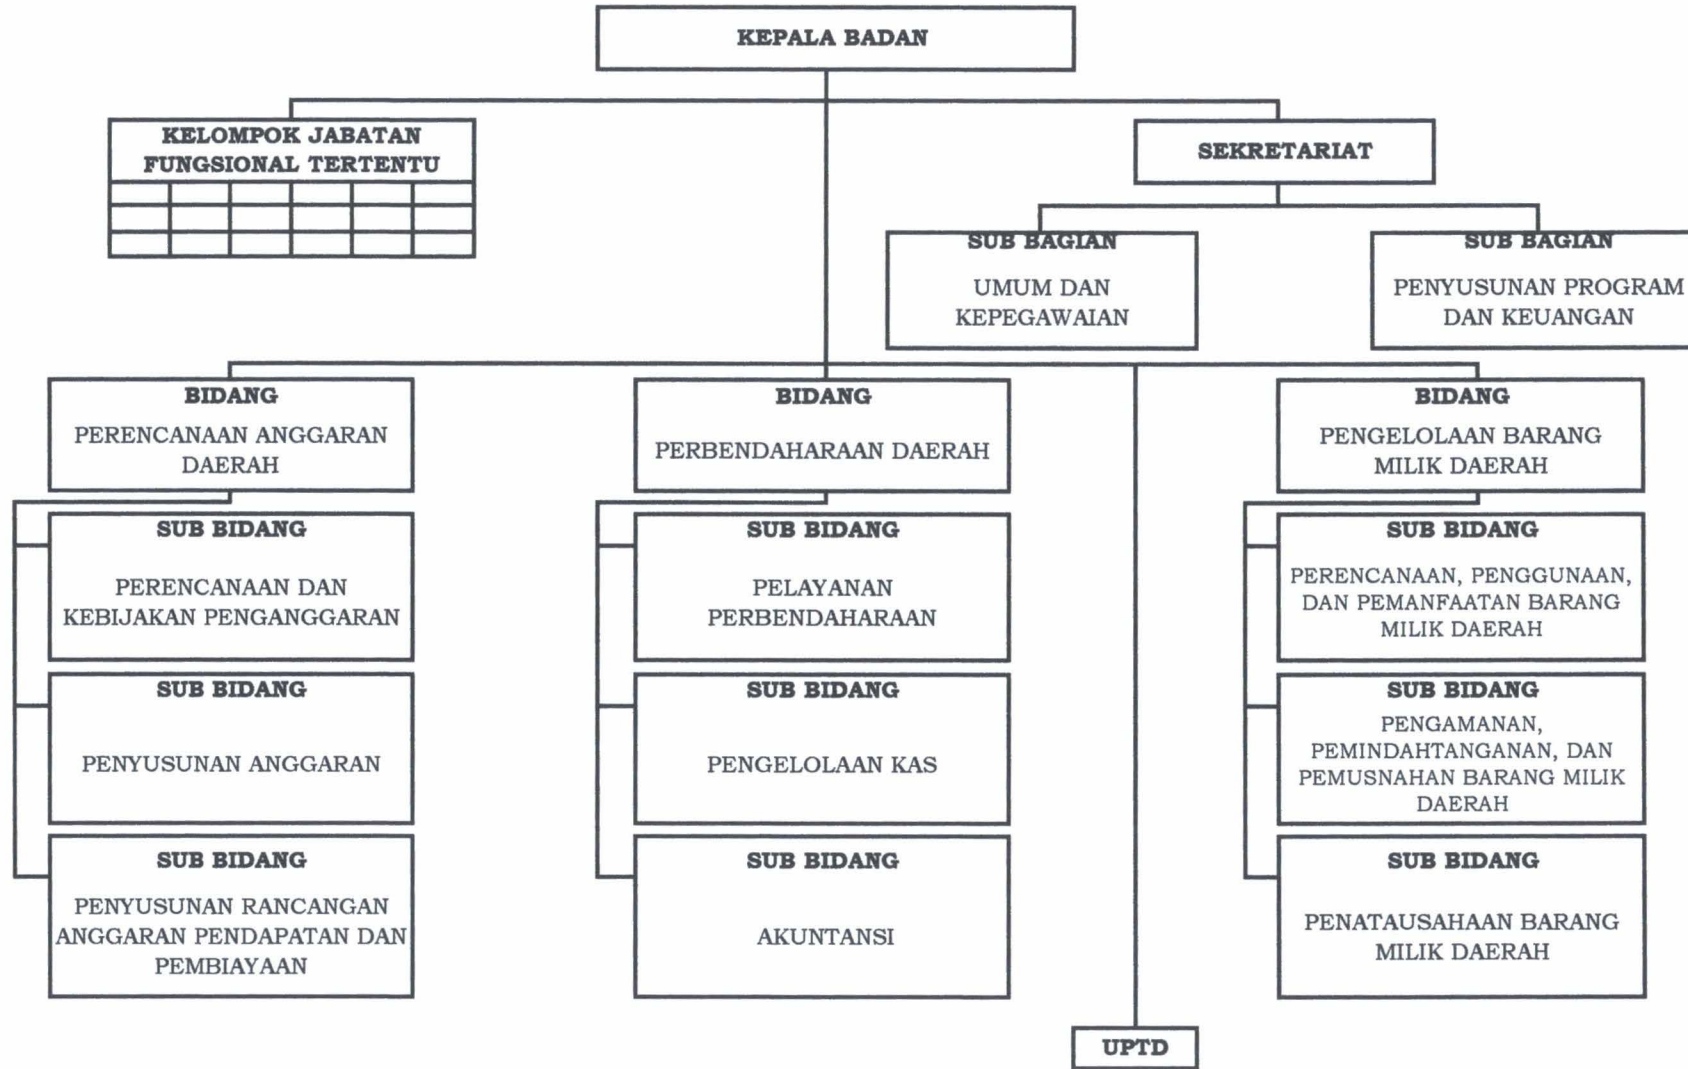 KEPALA BADAN
KELOMPOK JABATAN
FUNGSIONAL TERTENTU
SEKRETARIAT
SUB BAGIAN
UMUM DAN
KEPEGAWAIAN
SUB BAGIAN
PENYUSUNAN PROGRAM
DAN KEUANGAN
BIDANG
PERENCANAAN ANGGARAN
DAERAH
SUB BIDANG
PERENCANAAN DAN
KEBIJAKAN PENGANGGARAN
SUB BIDANG
PENYUSUNAN ANGGARAN
SUB BIDANG
PENYUSUNAN RANCANGAN
ANGGARAN PENDAPATAN DAN
PEMBIAYAAN
BIDANG
PERBENDAHARAAN DAERAH
SUB BIDANG
PELAYANAN
PERBENDAHARAAN
SUB BIDANG
PENGELOLAAN KAS
SUB BIDANG
AKUNTANSI
BIDANG
PENGELOLAAN BARANG
MILIK DAERAH
SUB BIDANG
PERENCANAAN, PENGGUNAAN,
DAN PEMANFAATAN BARANG
MILIK DAERAH
SUB BIDANG
PENGAMANAN,
PEMINDAHTANGANAN, DAN
PEMUSNAHAN BARANG MILIK
DAERAH
SUB BIDANG
PENATAUSAHAAN BARANG
MILIK DAERAH
UPTD